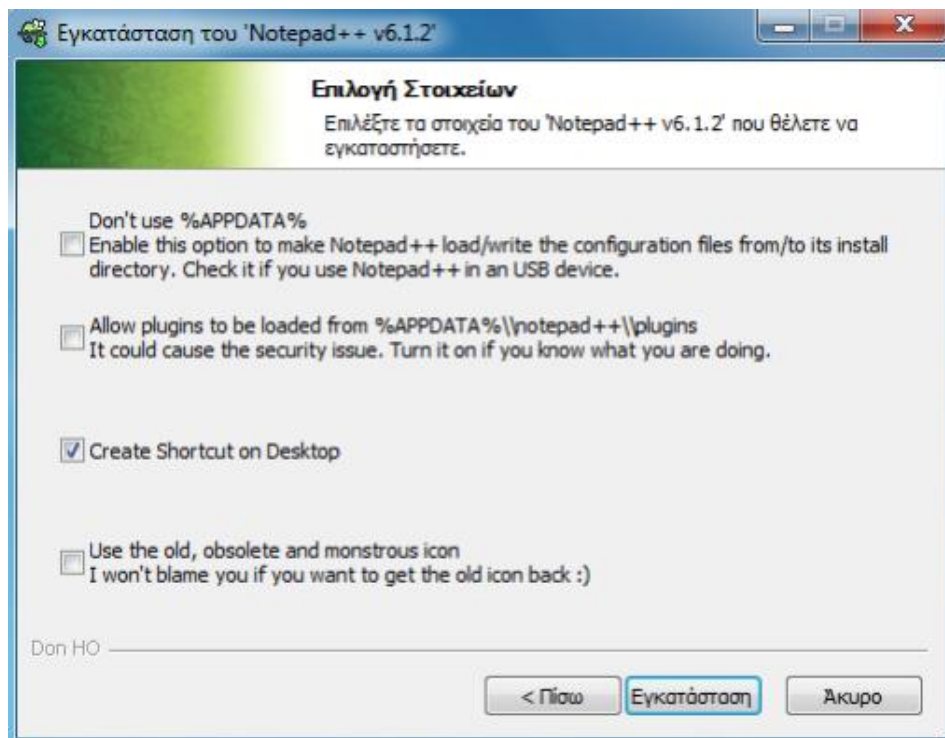 Εγκατάσταση του 'Notepad++ v6.1.2'
Επιλογή Στοιχείων
Επιλέξτε τα στοιχεία του 'Notepad++ v6.1.2' που θέλετε να
εγκαταστήσετε.
Don't use %APPDATA%
Enable this option to make Notepad++ load/write the configuration files from/to its install
directory. Check it if you use Notepad++ in an USB device.
Allow plugins to be loaded from %APPDATA%\\notepad++\\plugins
It could cause the security issue. Turn it on if you know what you are doing.
Create Shortcut on Desktop
Use the old, obsolete and monstrous icon
I won't blame you if you want to get the old icon back :)
Don HO
< Πίσω Εγκατάσταση Άκυρο